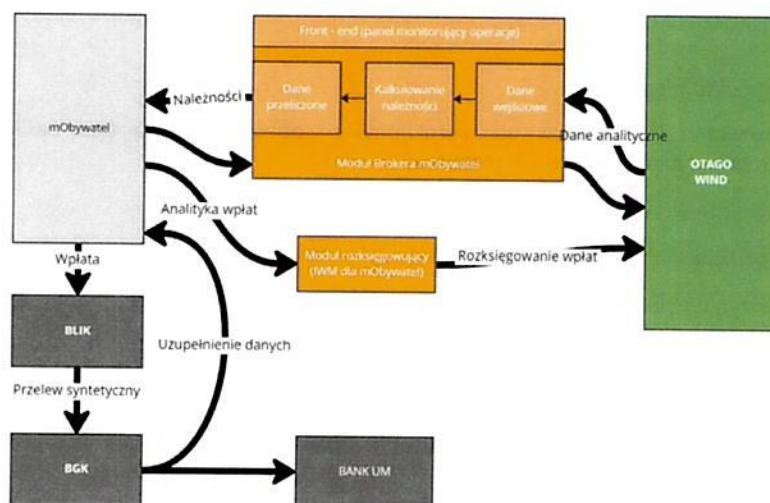 Front - end (panel monitorujący operacje)
mObywatel
Należności
Dane
przeliczone
Kalkulowanie
należności
Dane
wejściowe
Dane analityczne
Moduł Brokera mObywatel
OTAGO
WIND
Analityka wpłat
Moduł rozksięgowujący
(IWM dla mObywatel)
Rozksięgowanie wpłat
Wpłata
BLIK
Uzupełnienie danych
Przelew syntetyczny
BGK
BANK UM